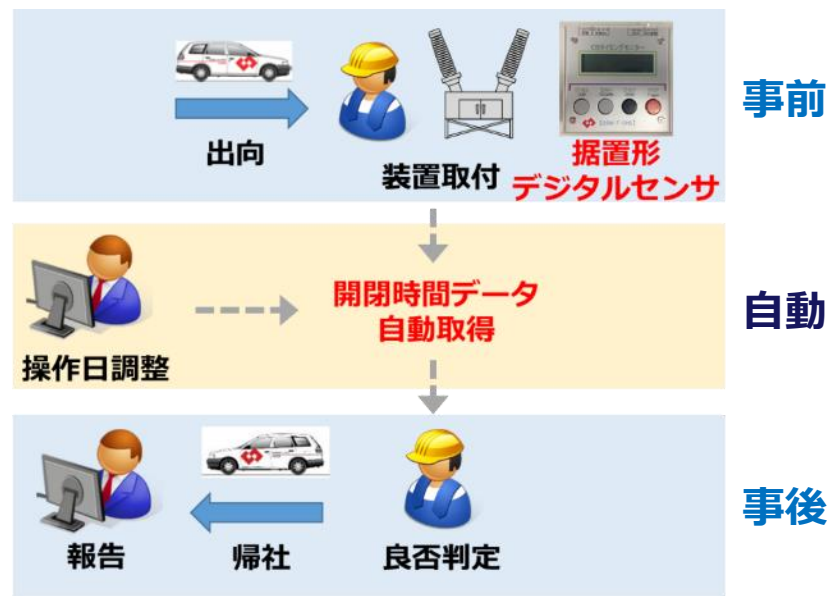 事前
出向
装置取付
据置形
デジタルセンサ
自動
開閉時間データ
自動取得
操作日調整
事後
報告
帰社
良否判定